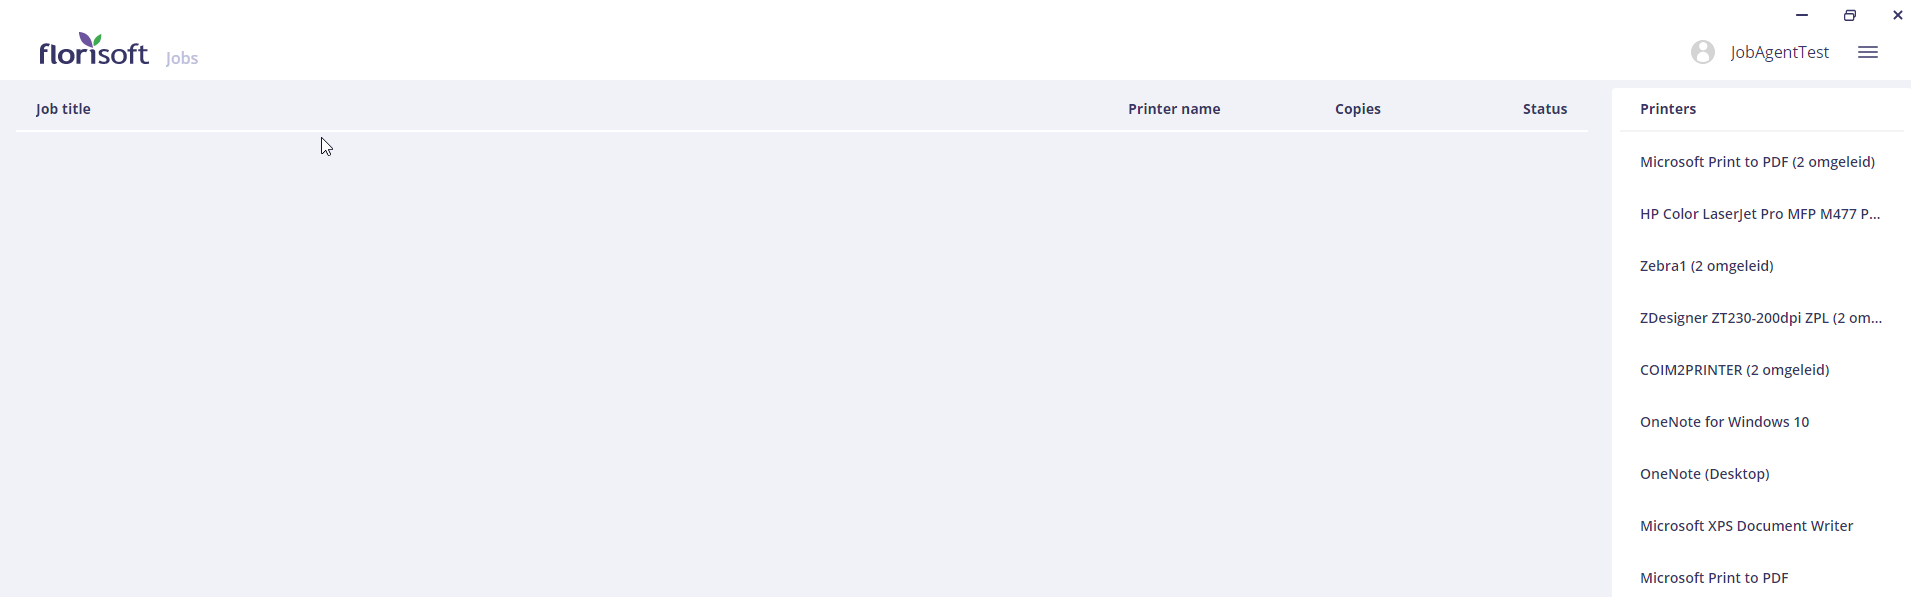 florisoft Jobs
JobAgentTest
Job title Printer name Copies Status
Printers
Microsoft Print to PDF (2 omgeleid)
HP Color LaserJet Pro MFP M477 P...
Zebra1 (2 omgeleid)
ZDesigner ZT230-200dpi ZPL (2 om...
COIM2PRINTER (2 omgeleid)
OneNote for Windows 10
OneNote (Desktop)
Microsoft XPS Document Writer
Microsoft Print to PDF